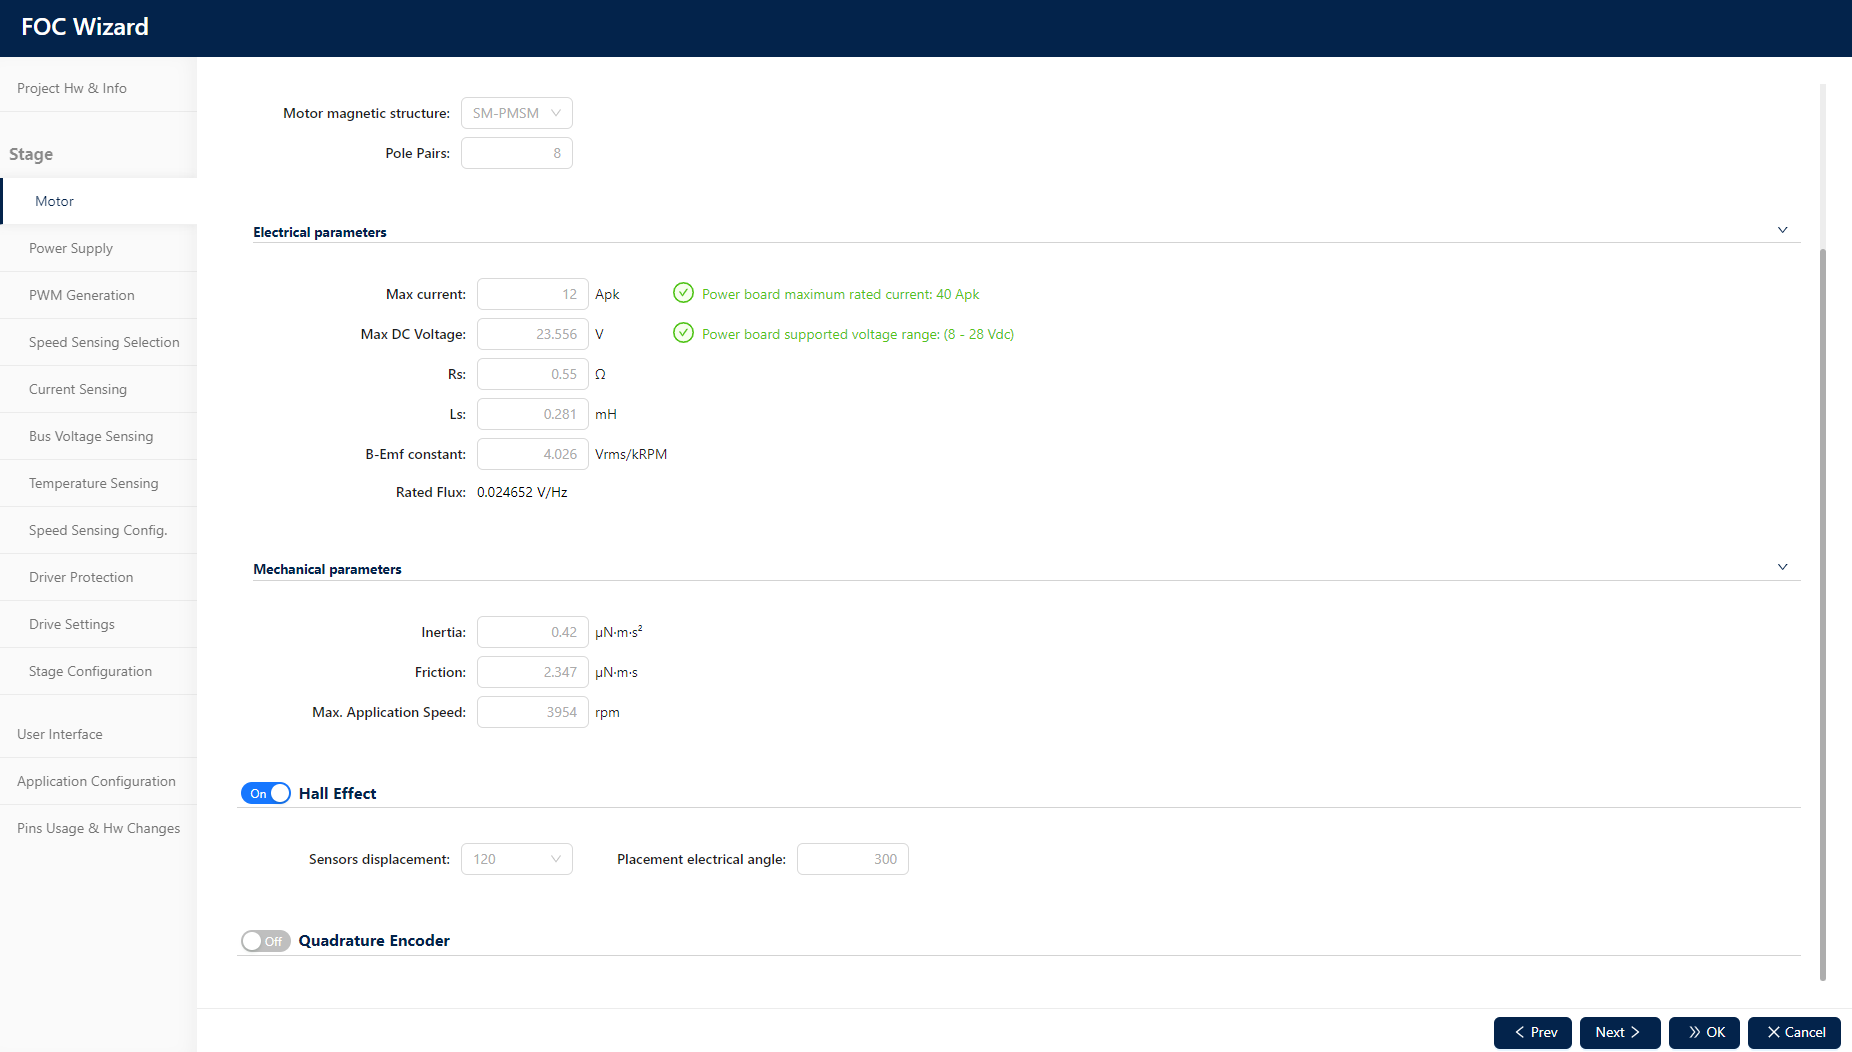 FOC Wizard
Project Hw & Info
Stage
Motor
Power Supply
PWM Generation
Speed Sensing Selection
Current Sensing
Bus Voltage Sensing
Temperature Sensing
Speed Sensing Config.
Driver Protection
Drive Settings
Stage Configuration
User Interface
Application Configuration
Pins Usage & Hw Changes
Motor magnetic structure: SM-PMSM
Pole Pairs: 8
Electrical parameters
Max current: 12 Apk Power board maximum rated current: 40 Apk
Max DC Voltage: 23.556 V Power board supported voltage range: (8 - 28 Vdc)
Rs: 0.55 Ω
Ls: 0.281 mH
B-Emf constant: 4.026 Vrms/kRPM
Rated Flux: 0.024652 V/Hz
Mechanical parameters
Inertia: 0.42 μN·m·s²
Friction: 2.347 μN·m·s
Max. Application Speed: 3954 rpm
On Hall Effect
Sensors displacement: 120 Placement electrical angle: 300
Off Quadrature Encoder
Prev Next OK Cancel